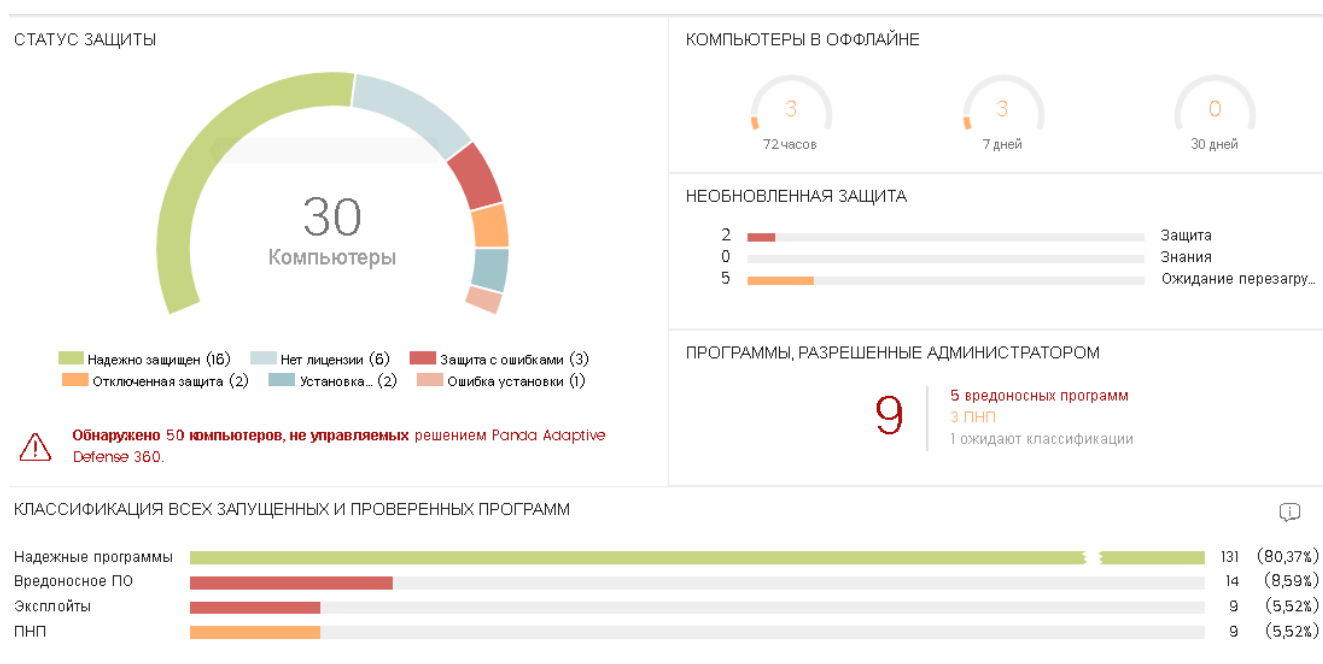 СТАТУС ЗАЩИТЫ
30
Компьютеры
Надежно защищен (16) Нет лицензии (6) Защита с ошибками (3)
Отключенная защита (2) Установка... (2) Ошибка установки (1)
Обнаружено 50 компьютеров, не управляемых решением Panda Adaptive
Defense 360.
КОМПЬЮТЕРЫ В ОФФЛАЙНЕ
3 3 0
72 часов 7 дней 30 дней
НЕОБНОВЛЕННАЯ ЗАЩИТА
2 Защита
0 Знания
5 Ожидание перезагру...
ПРОГРАММЫ, РАЗРЕШЕННЫЕ АДМИНИСТРАТОРОМ
9
5 вредоносных программ
3 ПНП
1 ожидают классификации
КЛАССИФИКАЦИЯ ВСЕХ ЗАПУЩЕННЫХ И ПРОВЕРЕННЫХ ПРОГРАММ
Надежные программы 131 (80,37%)
Вредоносное ПО 14 (8,59%)
Эксплойты 9 (5,52%)
ПНП 9 (5,52%)